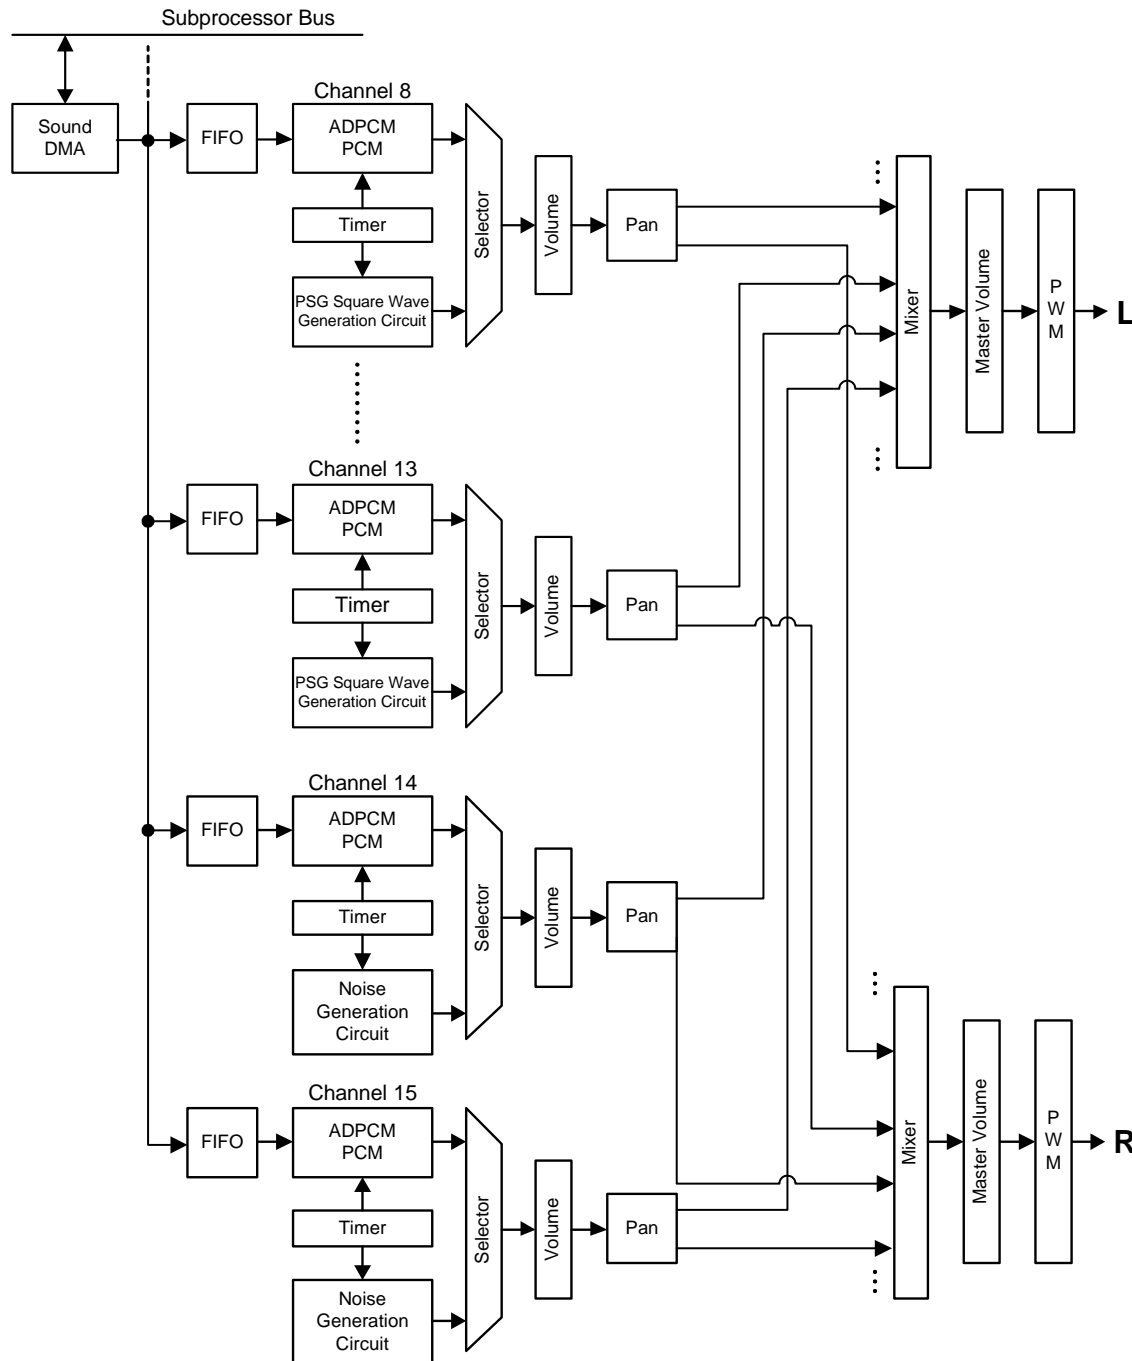 Subprocessor Bus
Sound
DMA
FIFO
Channel 8
ADPCM
PCM
Timer
PSG Square Wave
Generation Circuit
Selector
Volume
Pan
Mixer
Master Volume
P
W
M
L
Channel 13
FIFO
ADPCM
PCM
Timer
PSG Square Wave
Generation Circuit
Selector
Volume
Pan
Channel 14
FIFO
ADPCM
PCM
Timer
Noise
Generation
Circuit
Selector
Volume
Pan
Channel 15
FIFO
ADPCM
PCM
Timer
Noise
Generation
Circuit
Selector
Volume
Pan
Mixer
Master Volume
P
W
M
R